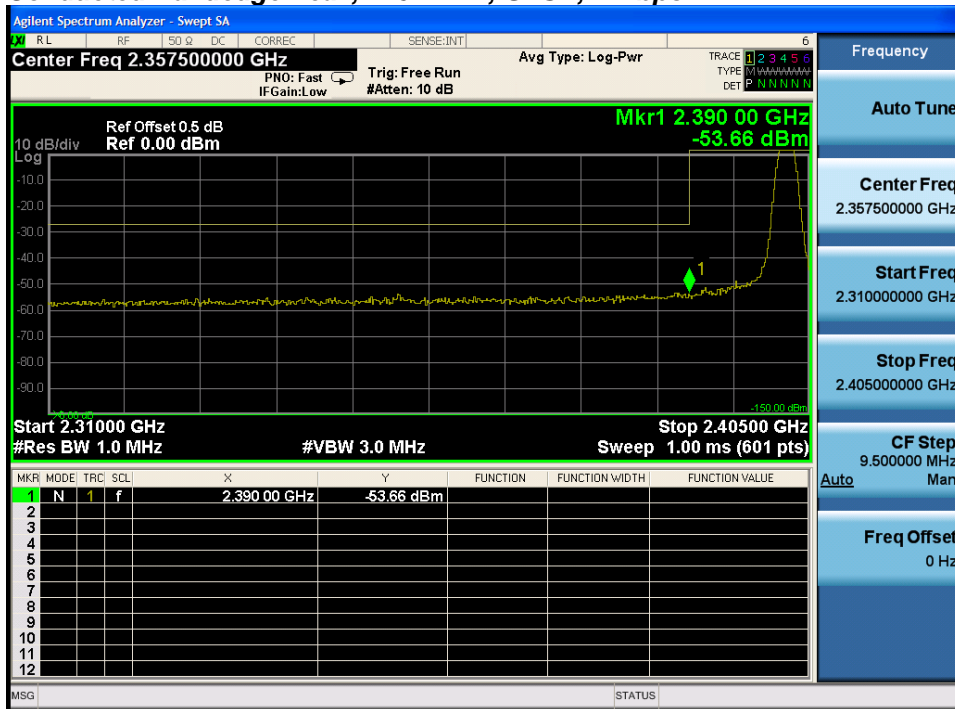 Agilent Spectrum Analyzer - Swept SA
LXI RL RF 50 Ω DC CORREC SENSE:INT 6
Center Freq 2.357500000 GHz
PNO: Fast
IFGain:Low
Trig: Free Run
#Atten: 10 dB
Avg Type: Log-Pwr
TRACE 1 2 3 4 5 6
TYPE M
DET P N N N N N
Mkr1 2.390 00 GHz
-53.66 dBm
Ref Offset 0.5 dB
10 dB/div Ref 0.00 dBm
Log
-10.0
-20.0
-30.0
-40.0
1
-50.0
-60.0
-70.0
-80.0
-90.0
-150.00 dBm
Start 2.31000 GHz Stop 2.40500 GHz
#Res BW 1.0 MHz #VBW 3.0 MHz Sweep 1.00 ms (601 pts)
MKR MODE TRC SCL X Y FUNCTION FUNCTION WIDTH FUNCTION VALUE
1 N 1 f 2.390 00 GHz -53.66 dBm
2
3
4
5
6
7
8
9
10
11
12
MSG STATUS
Frequency
Auto Tune
Center Freq
2.357500000 GHz
Start Freq
2.310000000 GHz
Stop Freq
2.405000000 GHz
CF Step
9.500000 MHz
Auto Man
Freq Offset
0 Hz